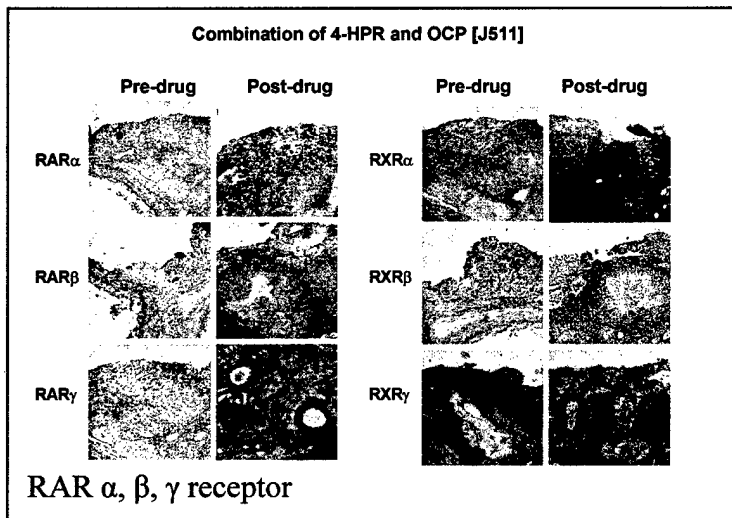 Combination of 4-HPR and OCP [J511]
Pre-drug Post-drug Pre-drug Post-drug
RARα RXRα
RARβ RXRβ
RARγ RXRγ
RAR α, β, γ receptor